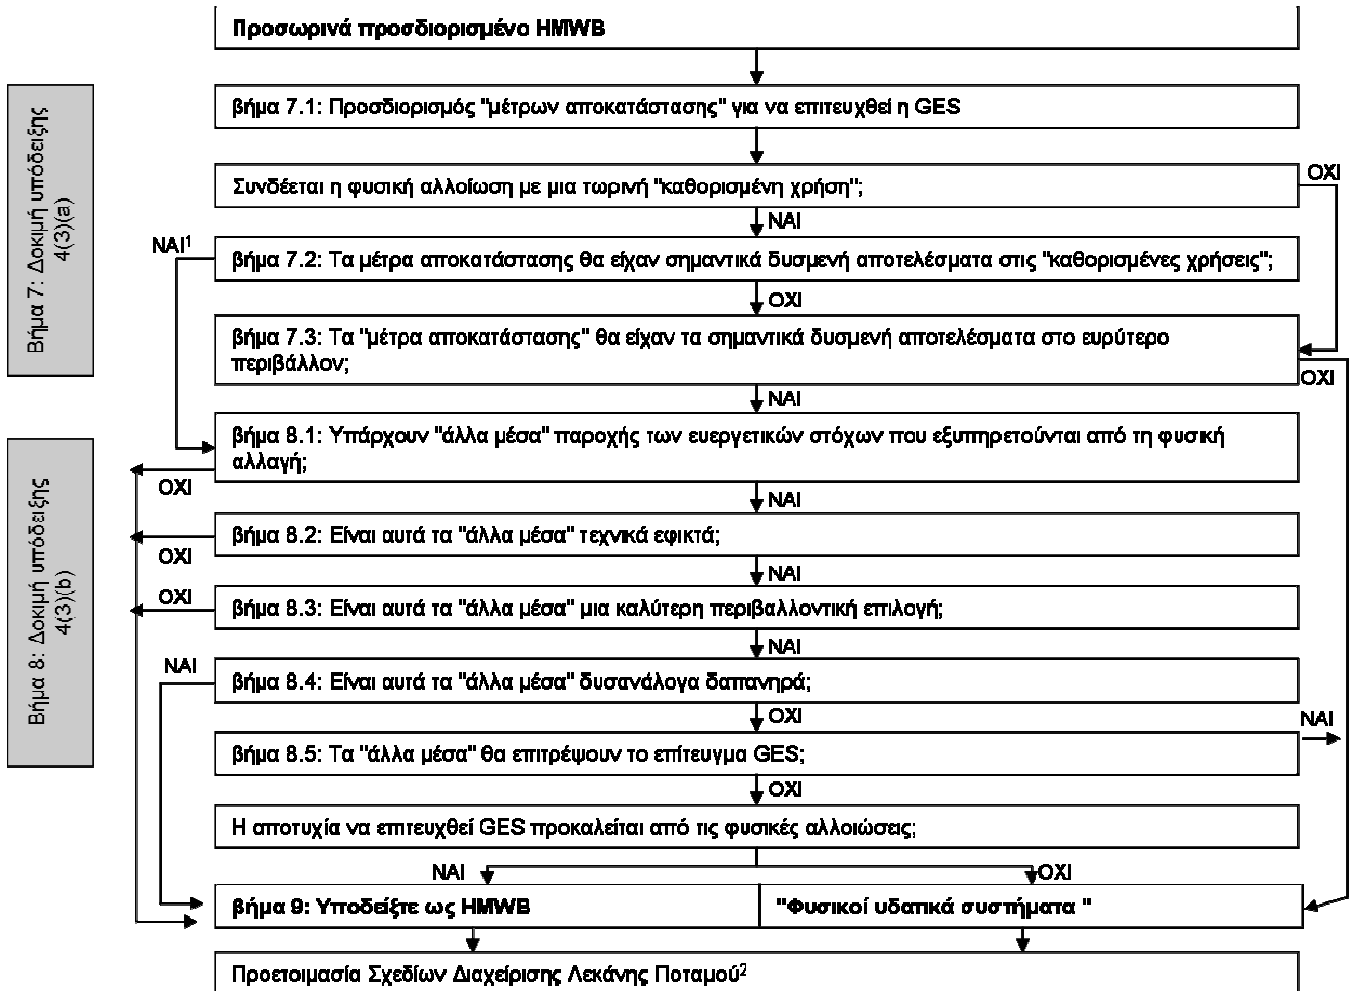 Προσωρινά προσδιορισμένα HMWB
βήμα 7.1: Προσδιορισμός "μέτρων αποκατάστασης" για να επιτευχθεί η GES
Συνδέεται η φυσική αλλοίωση με μια τωρινή "καθορισμένη χρήση";
ΟΧΙ
ΝΑΙ
Βήμα 7: Δοκιμή υπόδειξης
4(3)(a)
ΝΑΙ¹
βήμα 7.2: Τα μέτρα αποκατάστασης θα είχαν σημαντικά δυσμενή αποτελέσματα στις "καθορισμένες χρήσεις";
ΟΧΙ
βήμα 7.3: Τα "μέτρα αποκατάστασης" θα είχαν τα σημαντικά δυσμενή αποτελέσματα στο ευρύτερο
περιβάλλον;
ΟΧΙ
ΝΑΙ
βήμα 8.1: Υπάρχουν "άλλα μέσα" παροχής των ευεργετικών στόχων που εξυπηρετούνται από τη φυσική
αλλαγή;
ΟΧΙ
ΝΑΙ
Βήμα 8: Δοκιμή υπόδειξης
4(3)(b)
βήμα 8.2: Είναι αυτά τα "άλλα μέσα" τεχνικά εφικτά;
ΟΧΙ
ΝΑΙ
ΟΧΙ
βήμα 8.3: Είναι αυτά τα "άλλα μέσα" μια καλύτερη περιβαλλοντική επιλογή;
ΝΑΙ
ΝΑΙ
βήμα 8.4: Είναι αυτά τα "άλλα μέσα" δυσανάλογα δαπανηρά;
ΟΧΙ
ΝΑΙ
βήμα 8.5: Τα "άλλα μέσα" θα επιτρέψουν το επίτευγμα GES;
ΟΧΙ
Η αποτυχία να επιτευχθεί GES προκαλείται από τις φυσικές αλλοιώσεις;
ΝΑΙ
ΟΧΙ
βήμα 9: Υποδείξτε ως HMWB
"Φυσικοί υδατικά συστήματα "
Προετοιμασία Σχεδίων Διαχείρισης Λεκάνης Ποταμού²